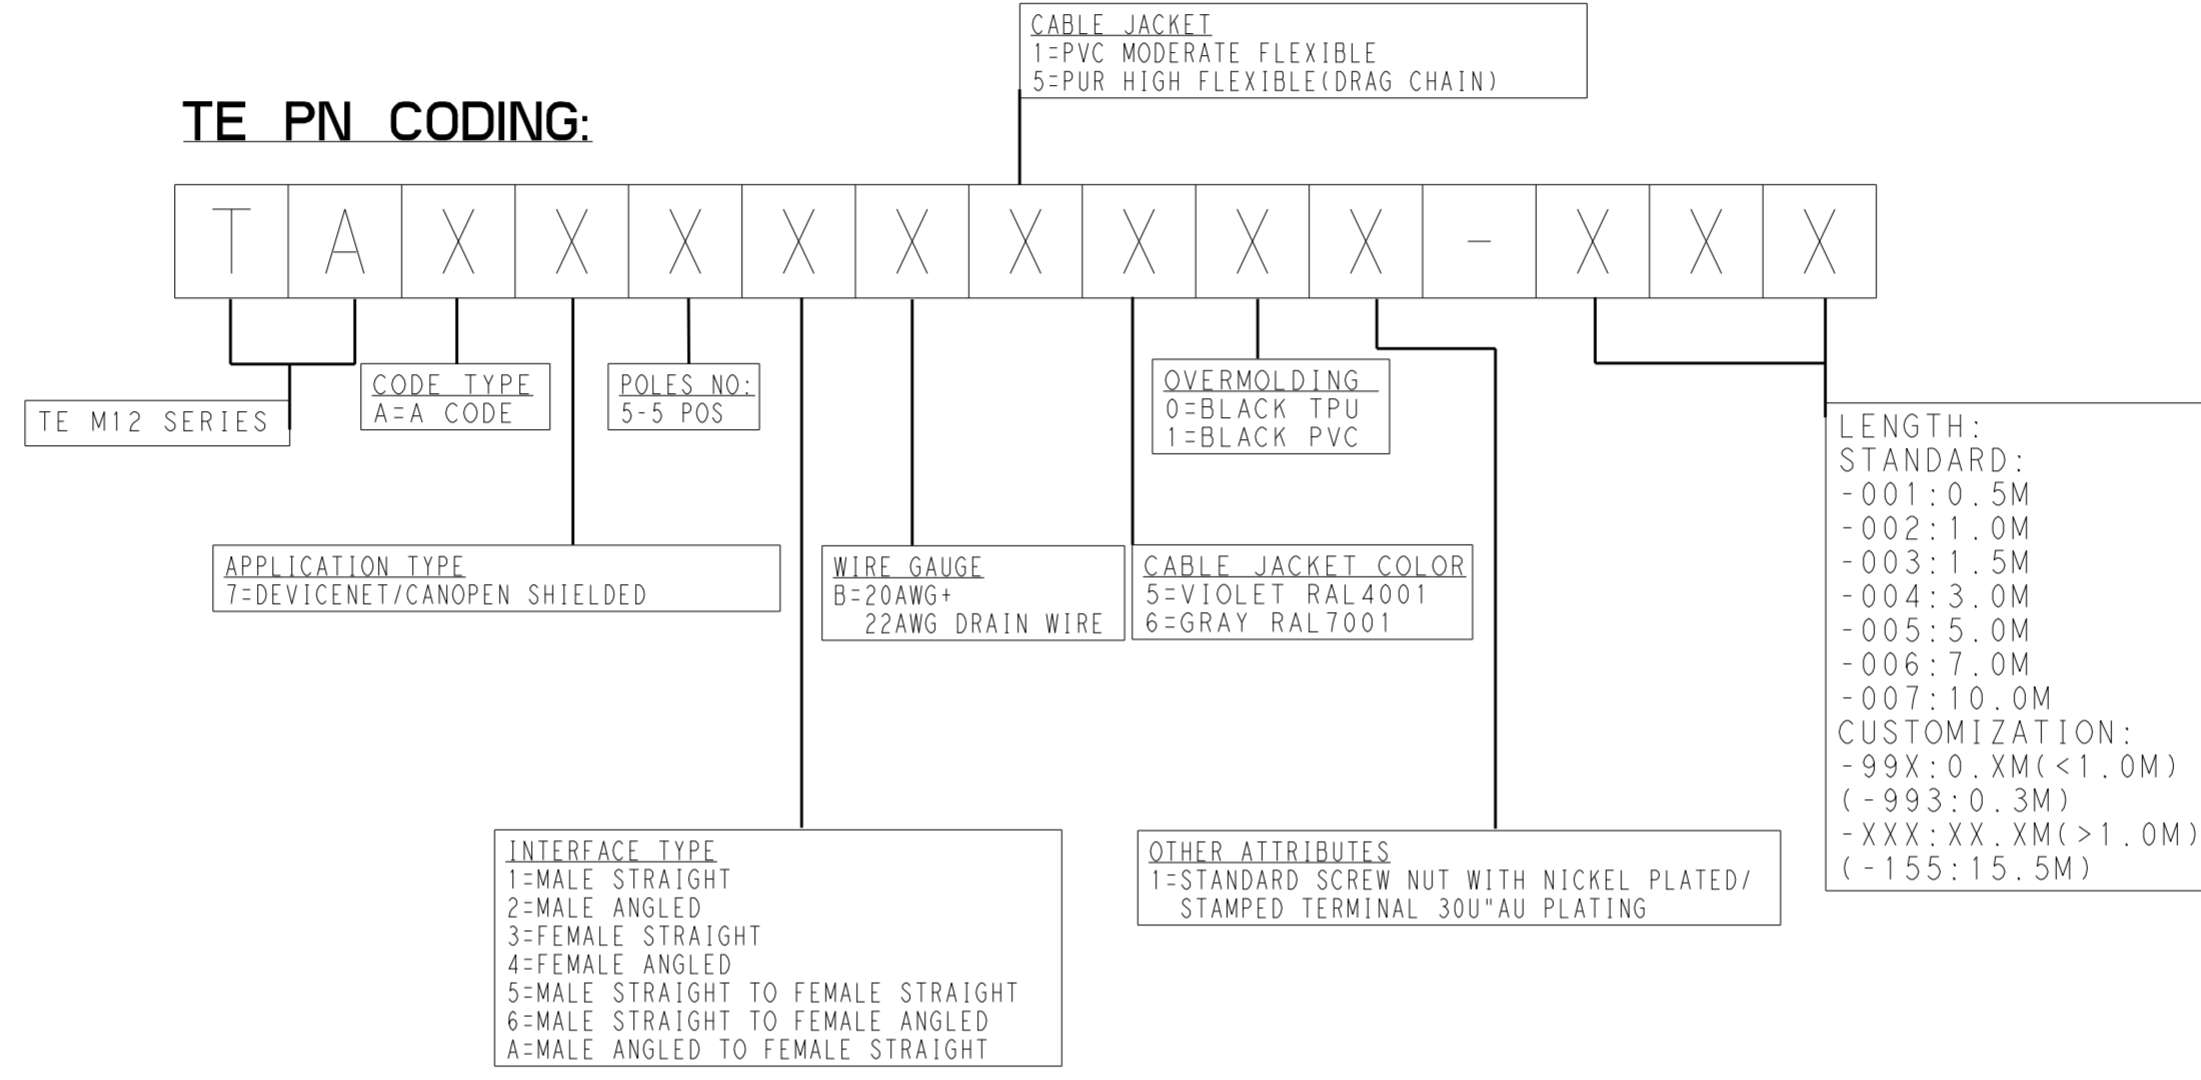 CABLE JACKET
1=PVC MODERATE FLEXIBLE
5=PUR HIGH FLEXIBLE(DRAG CHAIN)
TE PN CODING:
T A X X X X X X X X X - X X X
TE M12 SERIES
CODE TYPE
A=A CODE
POLES NO:
5-5 POS
OVERMOLDING
0=BLACK TPU
1=BLACK PVC
LENGTH:
STANDARD:
-001:0.5M
-002:1.0M
-003:1.5M
-004:3.0M
-005:5.0M
-006:7.0M
-007:10.0M
CUSTOMIZATION:
-99X:0.XM(<1.0M)
(-993:0.3M)
-XXX:XX.XM(>1.0M)
(-155:15.5M)
APPLICATION TYPE
7=DEVICENET/CANOPEN SHIELDED
WIRE GAUGE
B=20AWG+
22AWG DRAIN WIRE
CABLE JACKET COLOR
5=VIOLET RAL4001
6=GRAY RAL7001
INTERFACE TYPE
1=MALE STRAIGHT
2=MALE ANGLED
3=FEMALE STRAIGHT
4=FEMALE ANGLED
5=MALE STRAIGHT TO FEMALE STRAIGHT
6=MALE STRAIGHT TO FEMALE ANGLED
A=MALE ANGLED TO FEMALE STRAIGHT
OTHER ATTRIBUTES
1=STANDARD SCREW NUT WITH NICKEL PLATED/
STAMPED TERMINAL 30U"AU PLATING